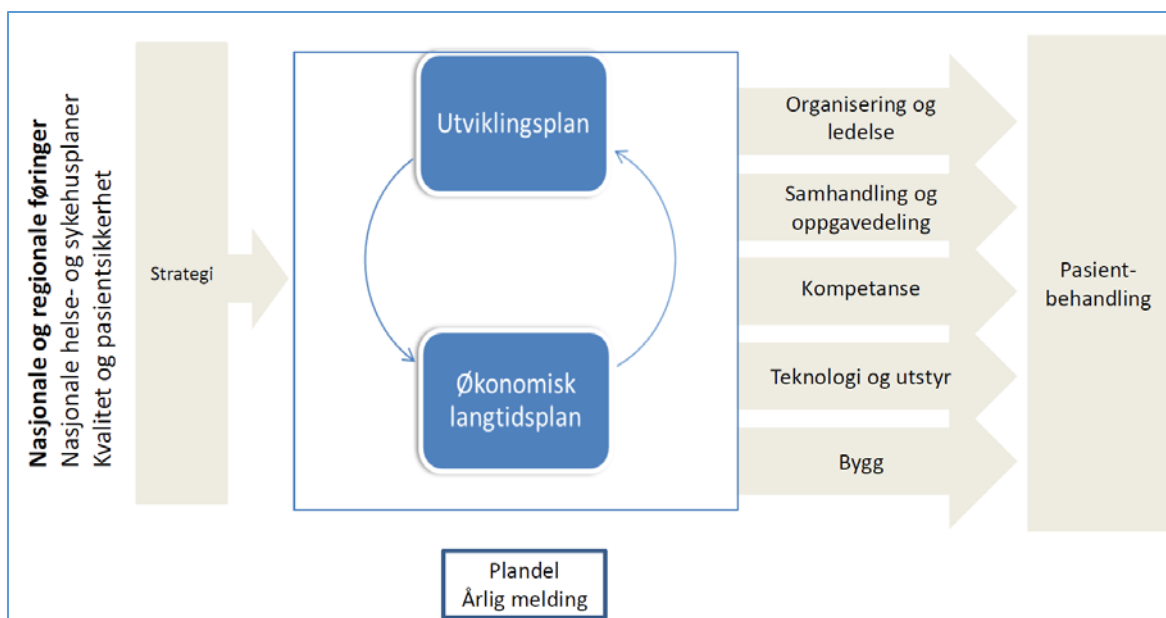 Nasjonale og regionale føringer
Nasjonale helse- og sykehusplaner
Kvalitet og pasientsikkerhet
Strategi
Utviklingsplan
Økonomisk
langtidsplan
Organisering og
ledelse
Samhandling og
oppgavedeling
Kompetanse
Teknologi og utstyr
Bygg
Pasient-
behandling
Plandel
Årlig melding